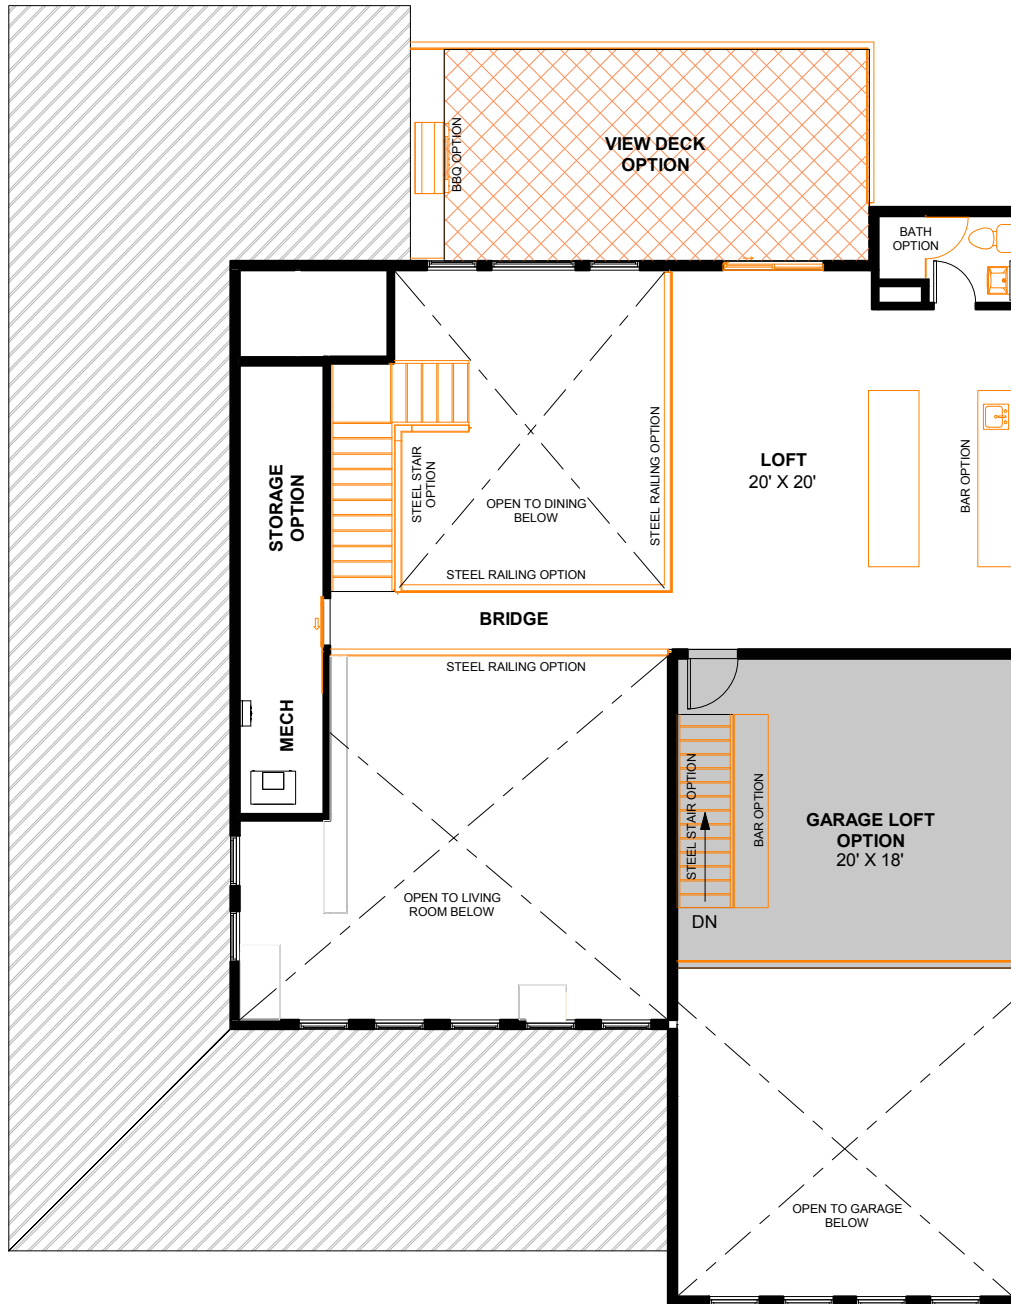 VIEW DECK
OPTION
BBQ OPTION
BATH
OPTION
STORAGE
OPTION
STEEL STAIR
OPTION
OPEN TO DINING
BELOW
STEEL RAILING OPTION
LOFT
20' X 20'
BAR OPTION
STEEL RAILING OPTION
BRIDGE
STEEL RAILING OPTION
MECH
STEEL STAIR OPTION
BAR OPTION
GARAGE LOFT
OPTION
20' X 18'
OPEN TO LIVING
ROOM BELOW
DN
OPEN TO GARAGE
BELOW